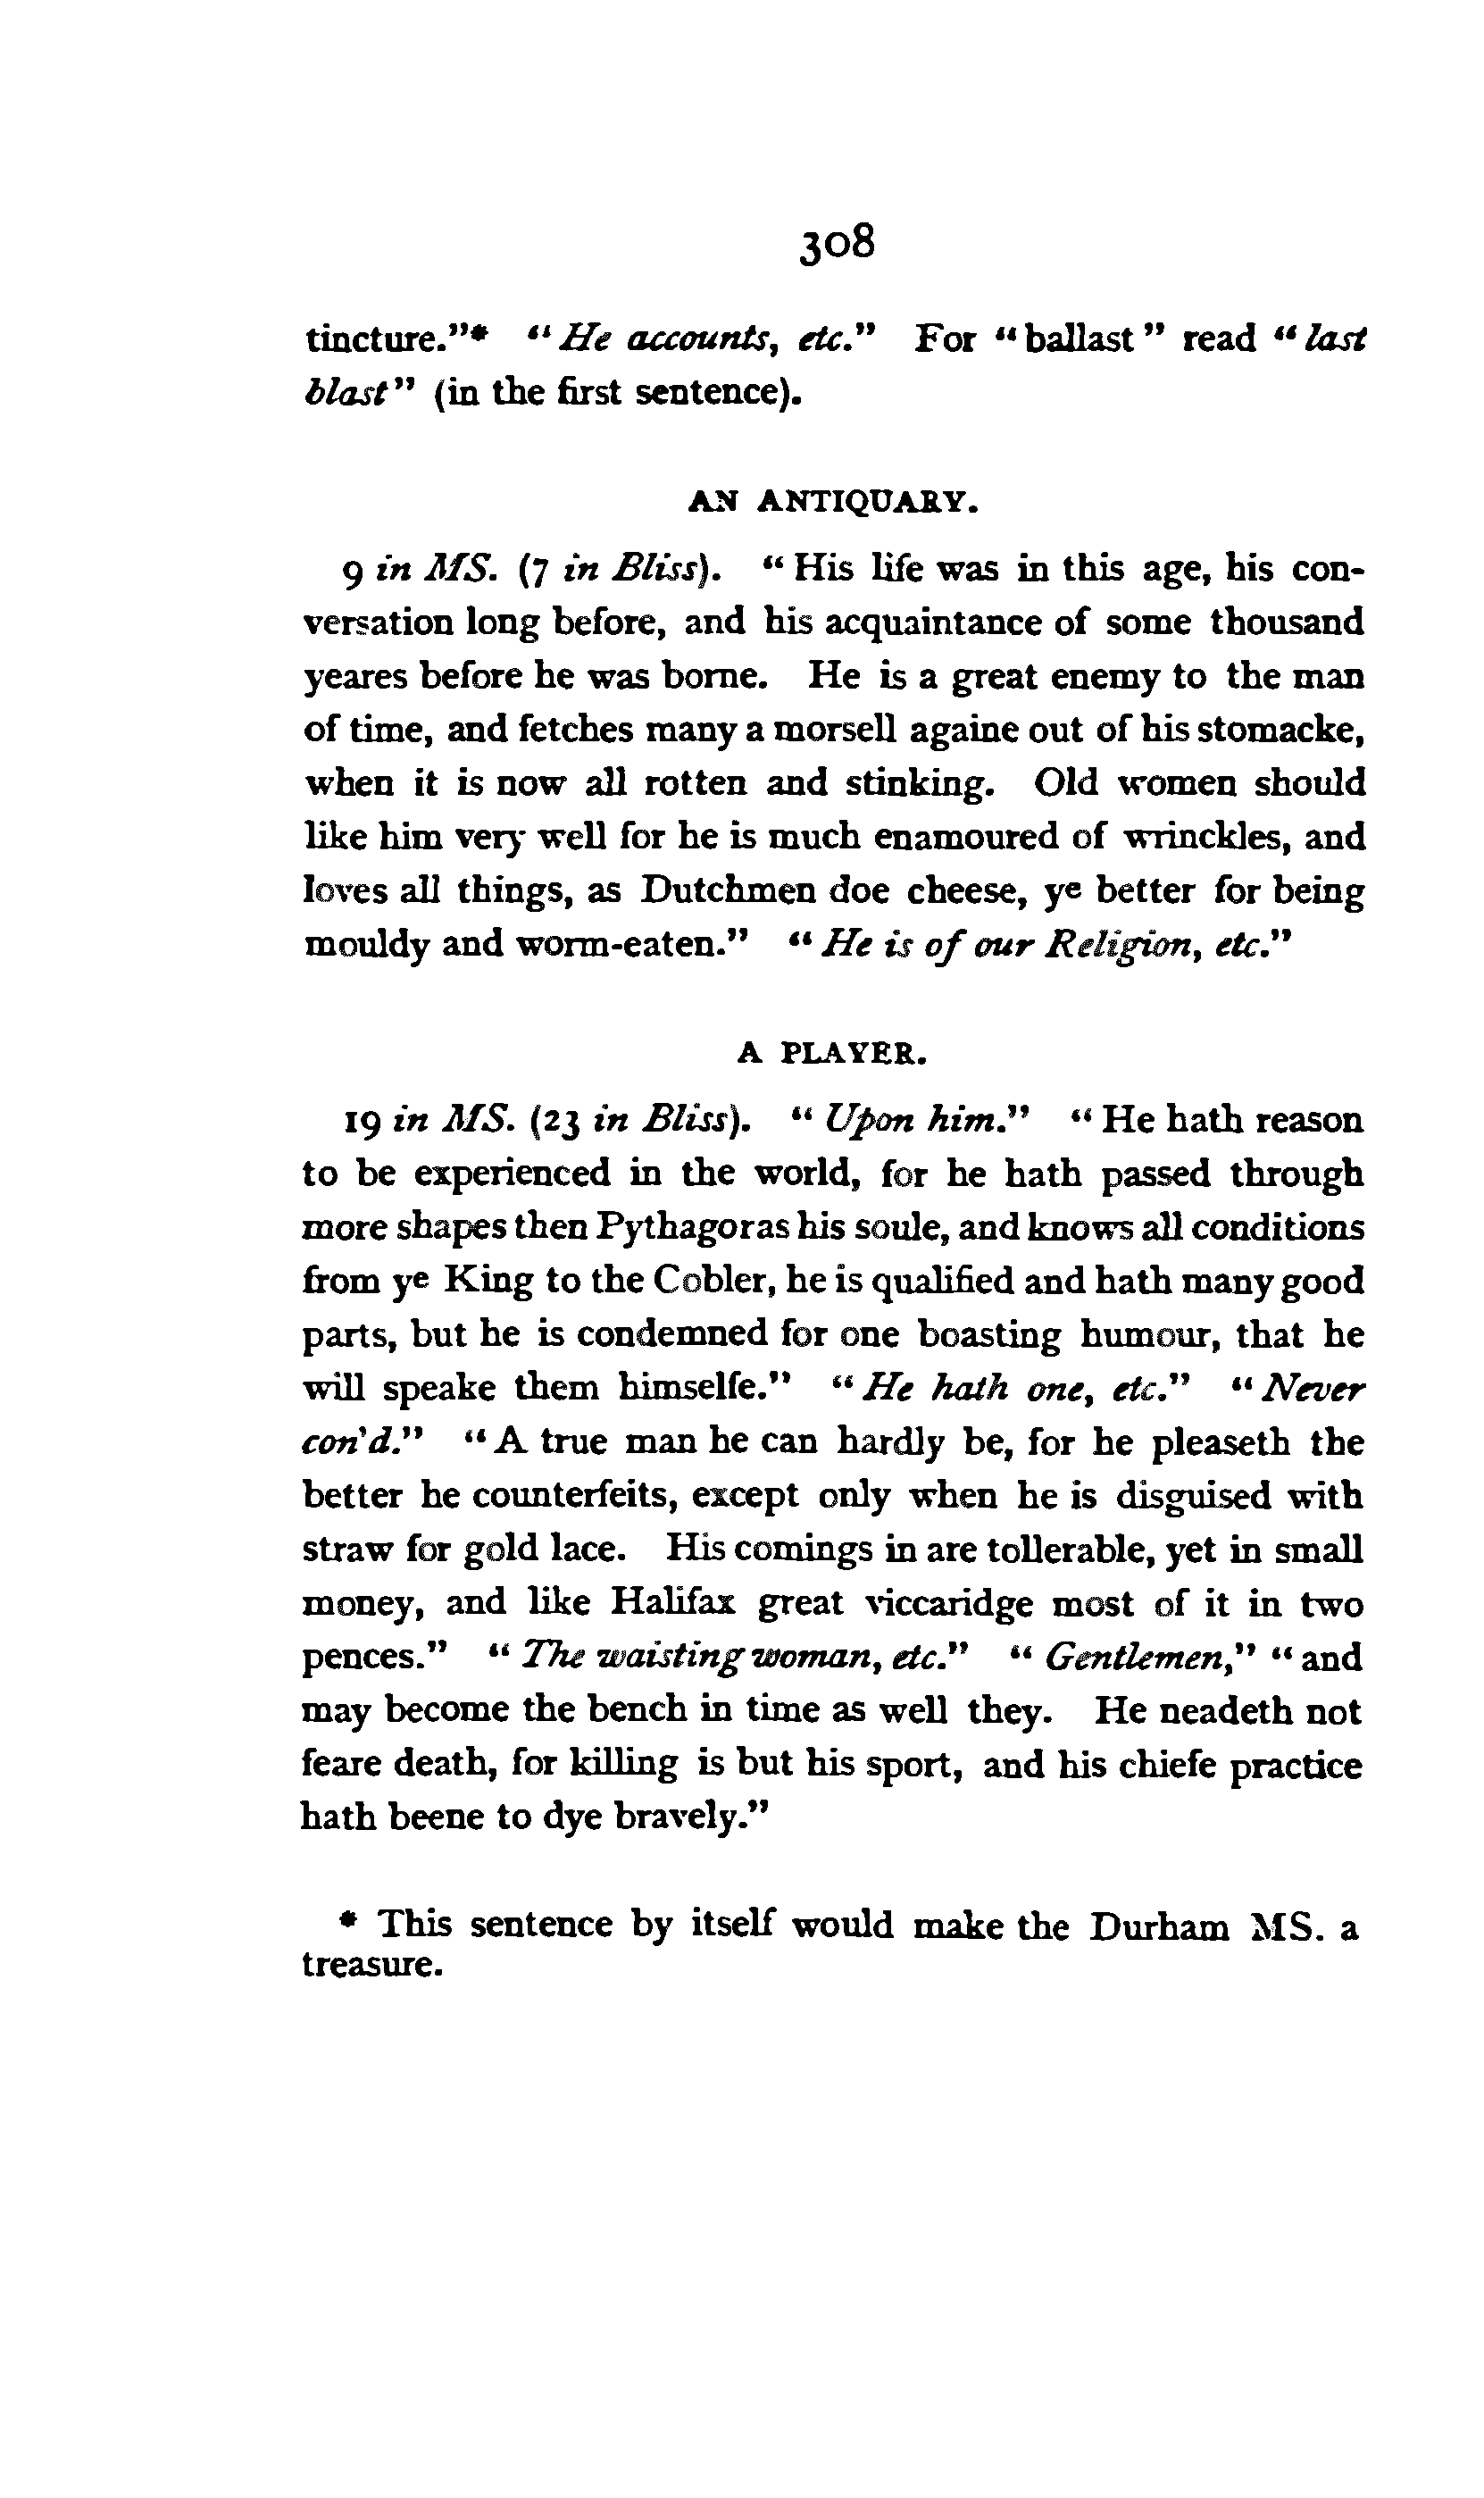 308
tincture."* "He accounts, etc." For "ballast" read "last
blast" (in the first sentence).
AN ANTIQUARY.
9 in MS. (7 in Bliss). "His life was in this age, his con-
versation long before, and his acquaintance of some thousand
yeares before he was borne. He is a great enemy to the man
of time, and fetches many a morsell againe out of his stomacke,
when it is now all rotten and stinking. Old women should
like him very well for he is much enamoured of wrinckles, and
loves all things, as Dutchmen doe cheese, ye better for being
mouldy and worm-eaten." "He is of our Religion, etc."
A PLAYER.
19 in MS. (23 in Bliss). "Upon him." "He hath reason
to be experienced in the world, for he hath passed through
more shapes then Pythagoras his soule, and knows all conditions
from ye King to the Cobler, he is qualified and hath many good
parts, but he is condemned for one boasting humour, that he
will speake them himselfe." "He hath one, etc." "Never
con'd." "A true man he can hardly be, for he pleaseth the
better he counterfeits, except only when he is disguised with
straw for gold lace. His comings in are tollerable, yet in small
money, and like Halifax great viccaridge most of it in two
pences." "The waisting woman, etc." "Gentlemen," "and
may become the bench in time as well they. He neadeth not
feare death, for killing is but his sport, and his chiefe practice
hath beene to dye bravely."
* This sentence by itself would make the Durham MS. a
treasure.